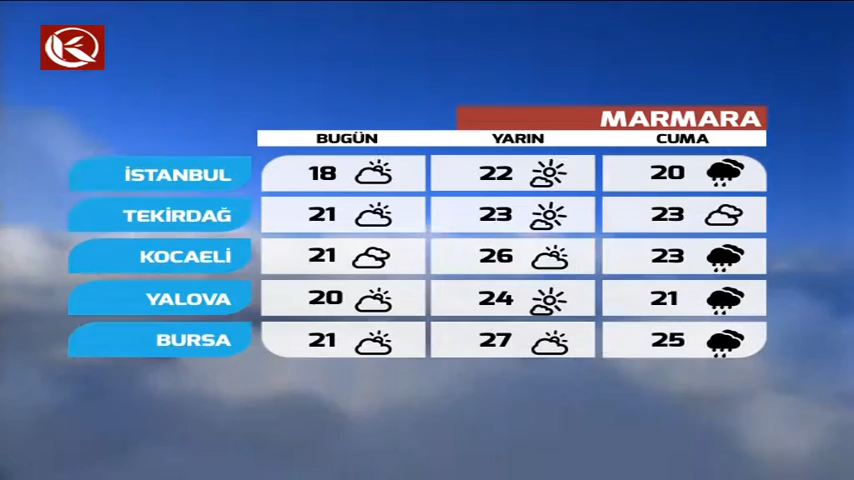 MARMARA
BUGÜN YARIN CUMA
İSTANBUL 18 22 20
TEKİRDAĞ 21 23 23
KOCAELİ 21 26 23
YALOVA 20 24 21
BURSA 21 27 25